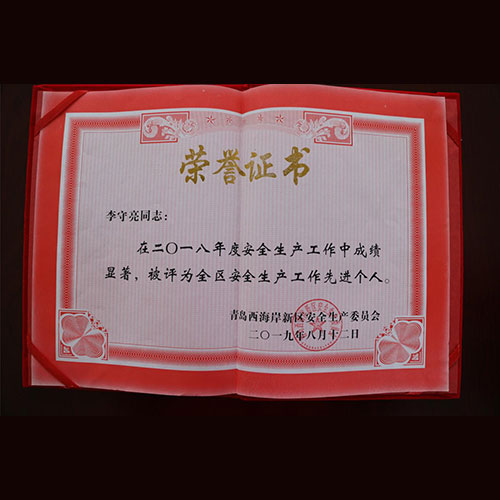 荣誉证书
李守亮同志：
在二〇一八年度安全生产工作中成绩
显著，被评为全区安全生产工作先进个人。
青岛西海岸新区安全生产委员会
二〇一九年八月十二日